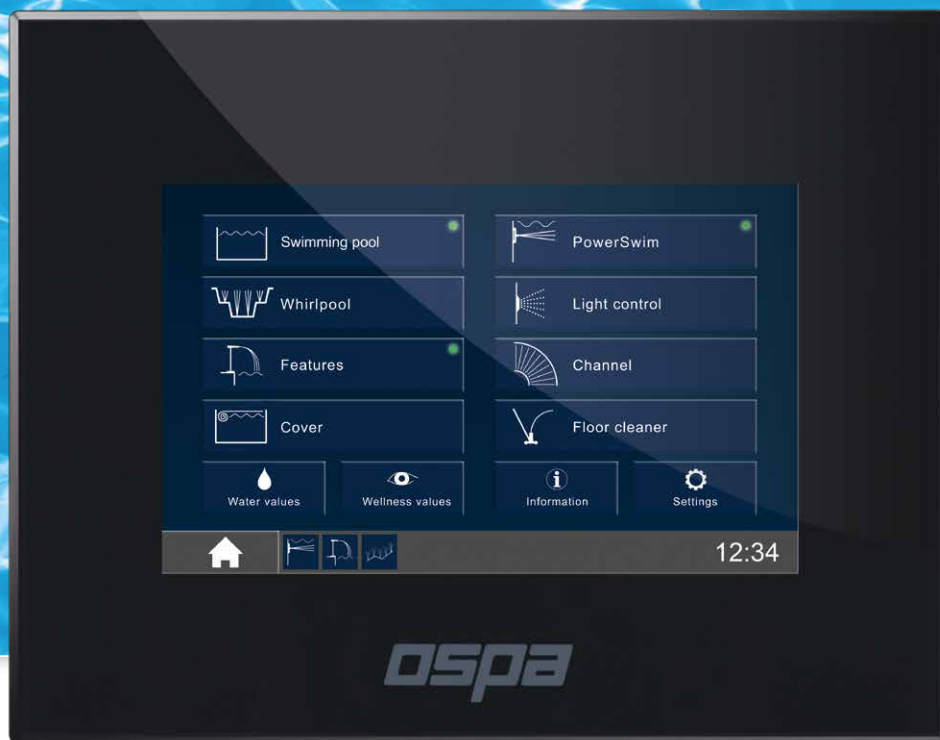 Swimming pool
PowerSwim
Whirlpool
Light control
Features
Channel
Cover
Floor cleaner
Water values
Wellness values
Information
Settings
12:34
ospa